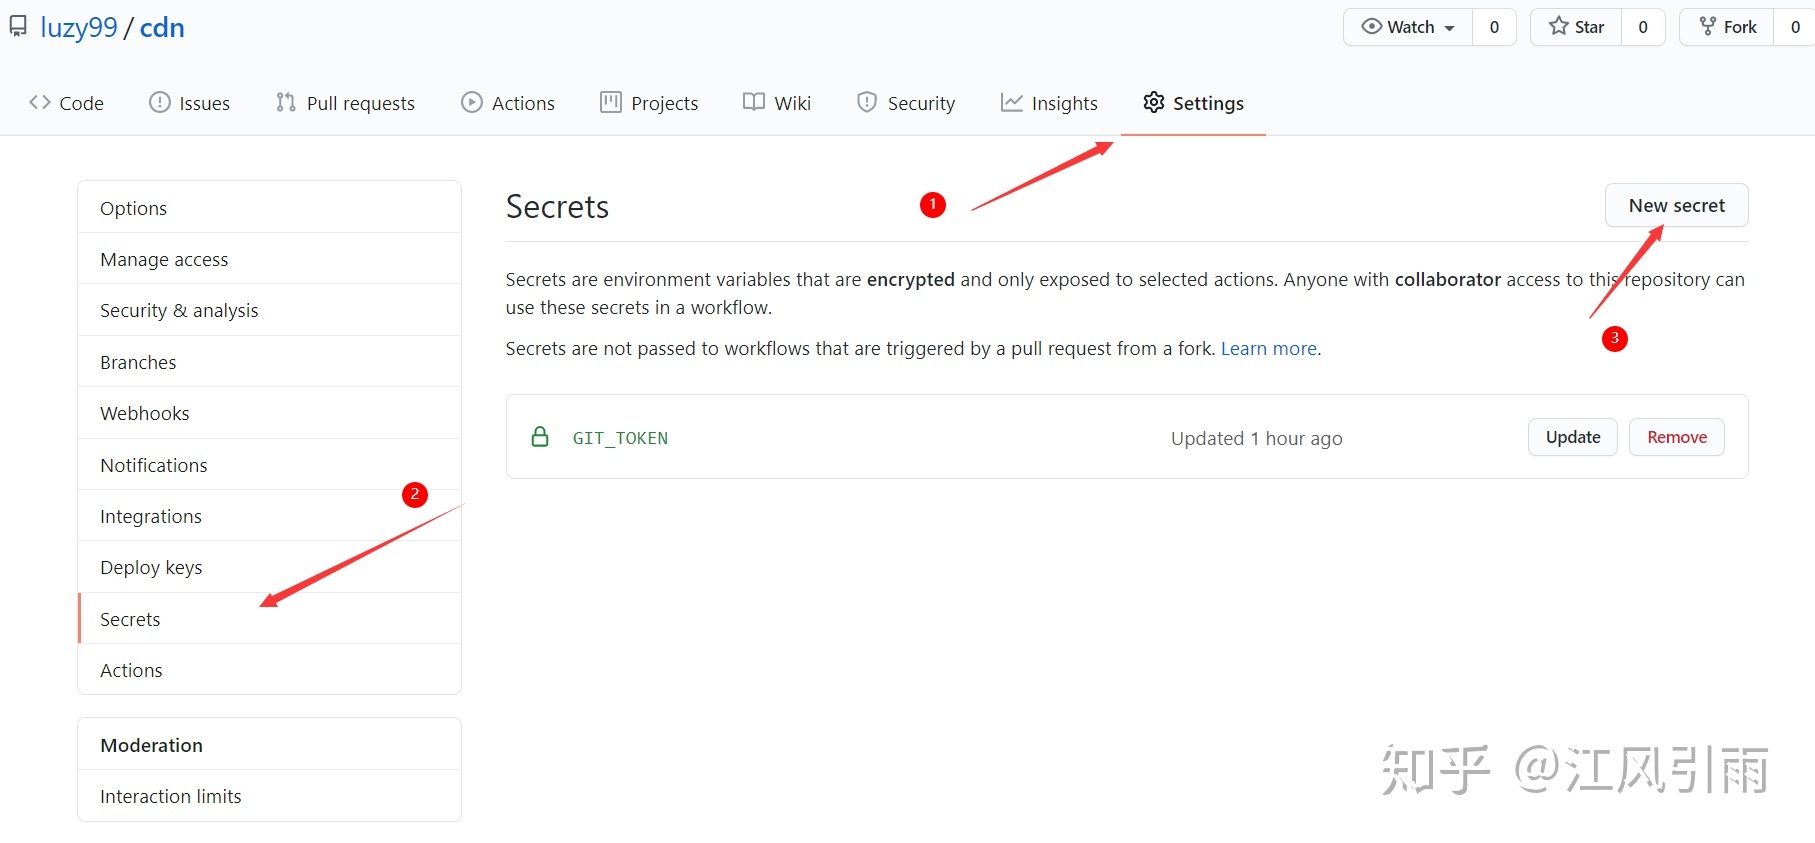 luzy99 / cdn
Watch 0 Star 0 Fork 0
Code Issues Pull requests Actions Projects Wiki Security Insights Settings
1
2
3
Options
Manage access
Security & analysis
Branches
Webhooks
Notifications
Integrations
Deploy keys
Secrets
Actions
Moderation
Interaction limits
Secrets
New secret
Secrets are environment variables that are encrypted and only exposed to selected actions. Anyone with collaborator access to this repository can
use these secrets in a workflow.
Secrets are not passed to workflows that are triggered by a pull request from a fork. Learn more.
GIT_TOKEN Updated 1 hour ago Update Remove
知乎 @江风引雨